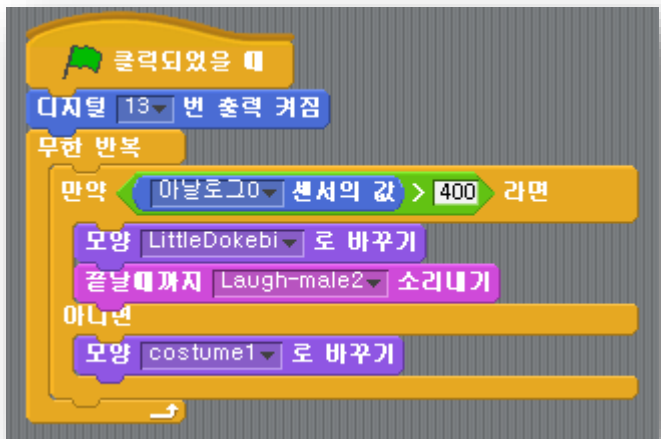 클릭되었을 때
디지털 13 번 출력 켜짐
무한 반복
만약 아날로그0 센서의 값 > 400 라면
모양 LittleDokebi 로 바꾸기
끝날때까지 Laugh-male2 소리내기
아니면
모양 costume1 로 바꾸기